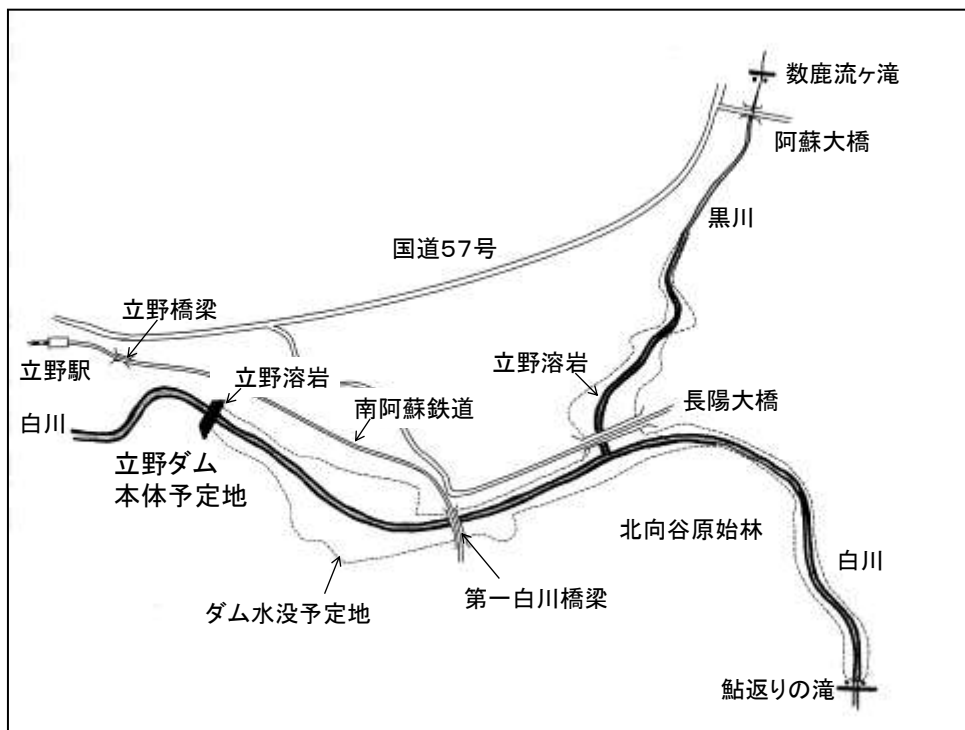 数鹿流ヶ滝
阿蘇大橋
黒川
国道57号
立野橋梁
立野駅
立野溶岩
立野溶岩
長陽大橋
南阿蘇鉄道
白川
立野ダム
本体予定地
北向谷原始林
白川
第一白川橋梁
ダム水没予定地
鮎返りの滝